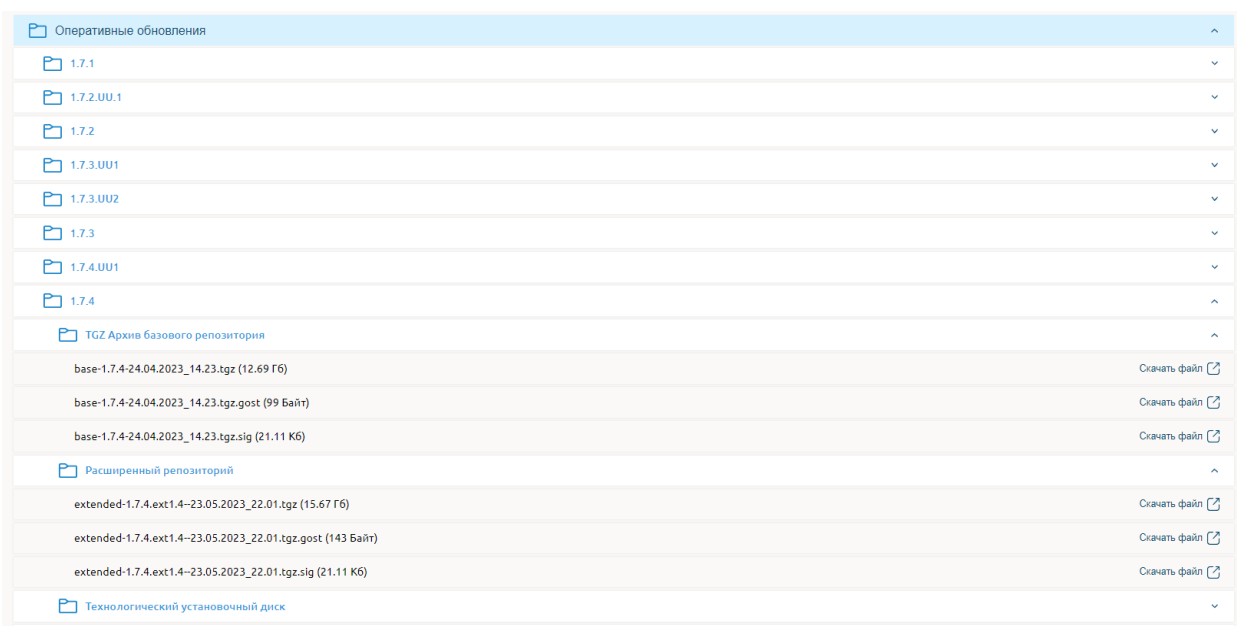 Оперативные обновления
1.7.1
1.7.2.UU.1
1.7.2
1.7.3.UU1
1.7.3.UU2
1.7.3
1.7.4.UU1
1.7.4
TGZ Архив базового репозитория
base-1.7.4-24.04.2023_14.23.tgz (12.69 Гб) Скачать файл
base-1.7.4-24.04.2023_14.23.tgz.gost (99 Байт) Скачать файл
base-1.7.4-24.04.2023_14.23.tgz.sig (21.11 Кб) Скачать файл
Расширенный репозиторий
extended-1.7.4.ext1.4--23.05.2023_22.01.tgz (15.67 Гб) Скачать файл
extended-1.7.4.ext1.4--23.05.2023_22.01.tgz.gost (143 Байт) Скачать файл
extended-1.7.4.ext1.4--23.05.2023_22.01.tgz.sig (21.11 Кб) Скачать файл
Технологический установочный диск